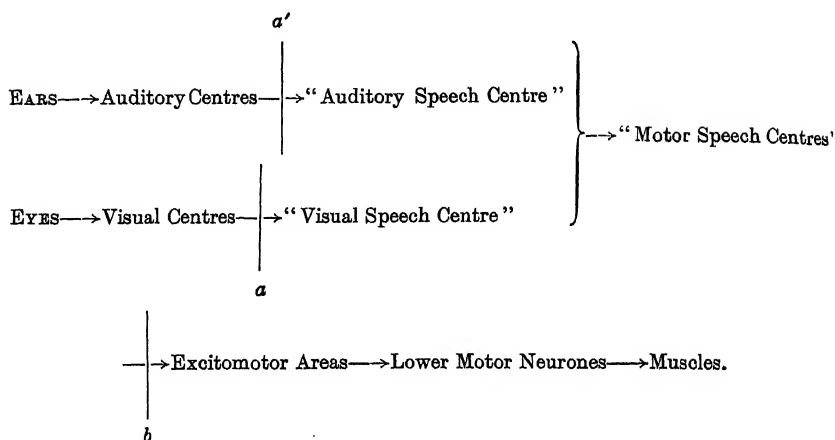 a′
EARS→Auditory Centres→“Auditory Speech Centre”
→“Motor Speech Centres’
EYES→Visual Centres→“Visual Speech Centre”
a
→Excitomotor Areas→Lower Motor Neurones→Muscles.
b